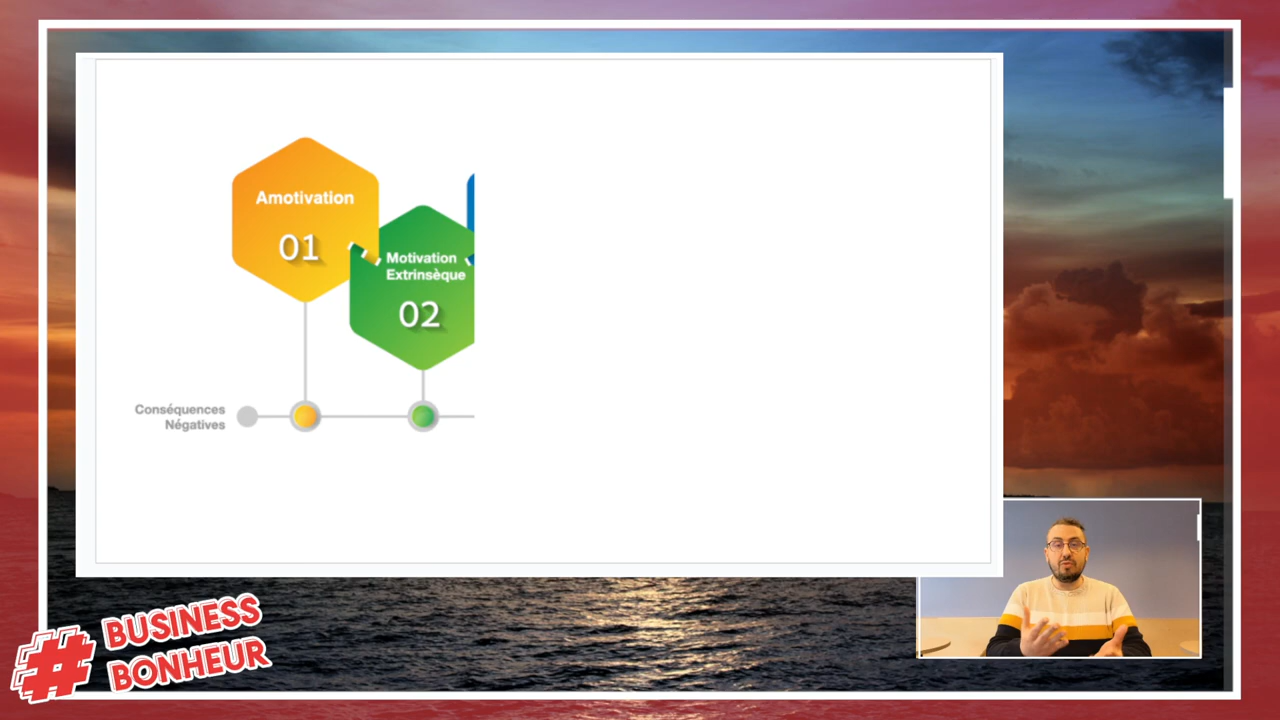 Amotivation
01
Motivation
Extrinsèque
02
Conséquences
Négatives
#BUSINESS
BONHEUR